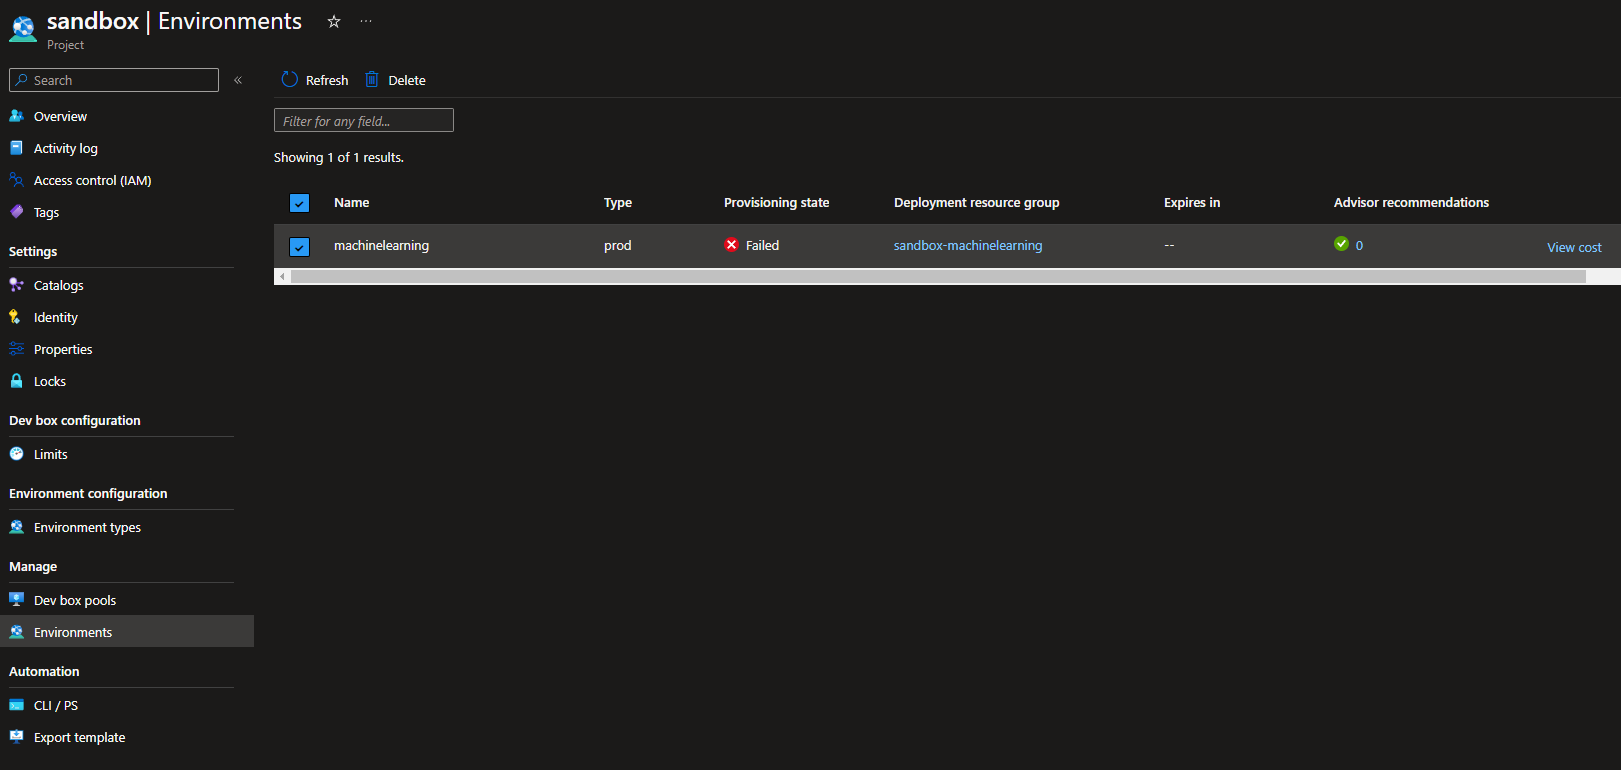 sandbox | Environments
Project
Search
Refresh
Delete
Overview
Activity log
Access control (IAM)
Tags
Settings
Catalogs
Identity
Properties
Locks
Dev box configuration
Limits
Environment configuration
Environment types
Manage
Dev box pools
Environments
Automation
CLI / PS
Export template
Filter for any field...
Showing 1 of 1 results.
Name Type Provisioning state Deployment resource group Expires in Advisor recommendations
machinelearning prod Failed sandbox-machinelearning -- 0 View cost